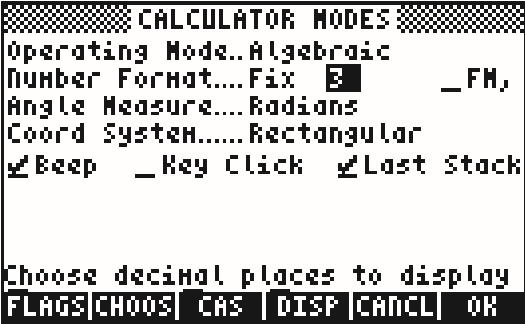 CALCULATOR MODES
Operating Mode..Algebraic
Number Format....Fix 3 _FM,
Angle Measure....Radians
Coord System......Rectangular
✓Beep _Key Click ✓Last Stack
Choose decimal places to display
FLAGS CHOOS CAS DISP CANCL OK